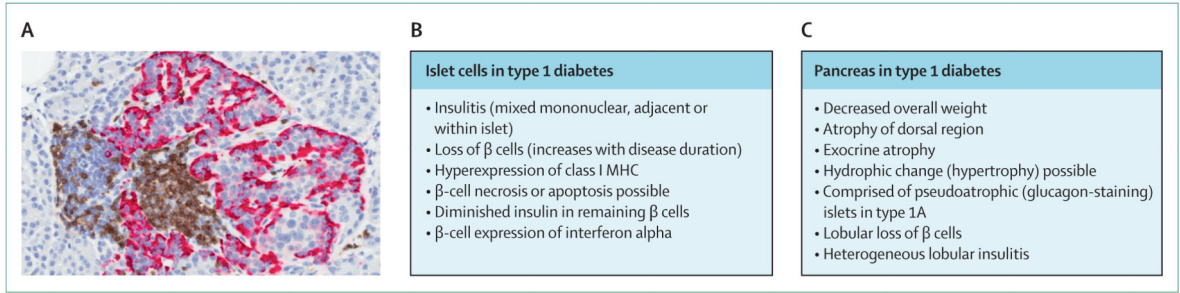 A
B
Islet cells in type 1 diabetes
• Insulitis (mixed mononuclear, adjacent or
within islet)
• Loss of β cells (increases with disease duration)
• Hyperexpression of class I MHC
• β-cell necrosis or apoptosis possible
• Diminished insulin in remaining β cells
• β-cell expression of interferon alpha
C
Pancreas in type 1 diabetes
• Decreased overall weight
• Atrophy of dorsal region
• Exocrine atrophy
• Hydrophic change (hypertrophy) possible
• Comprised of pseudoatrophic (glucagon-staining)
islets in type 1A
• Lobular loss of β cells
• Heterogeneous lobular insulitis